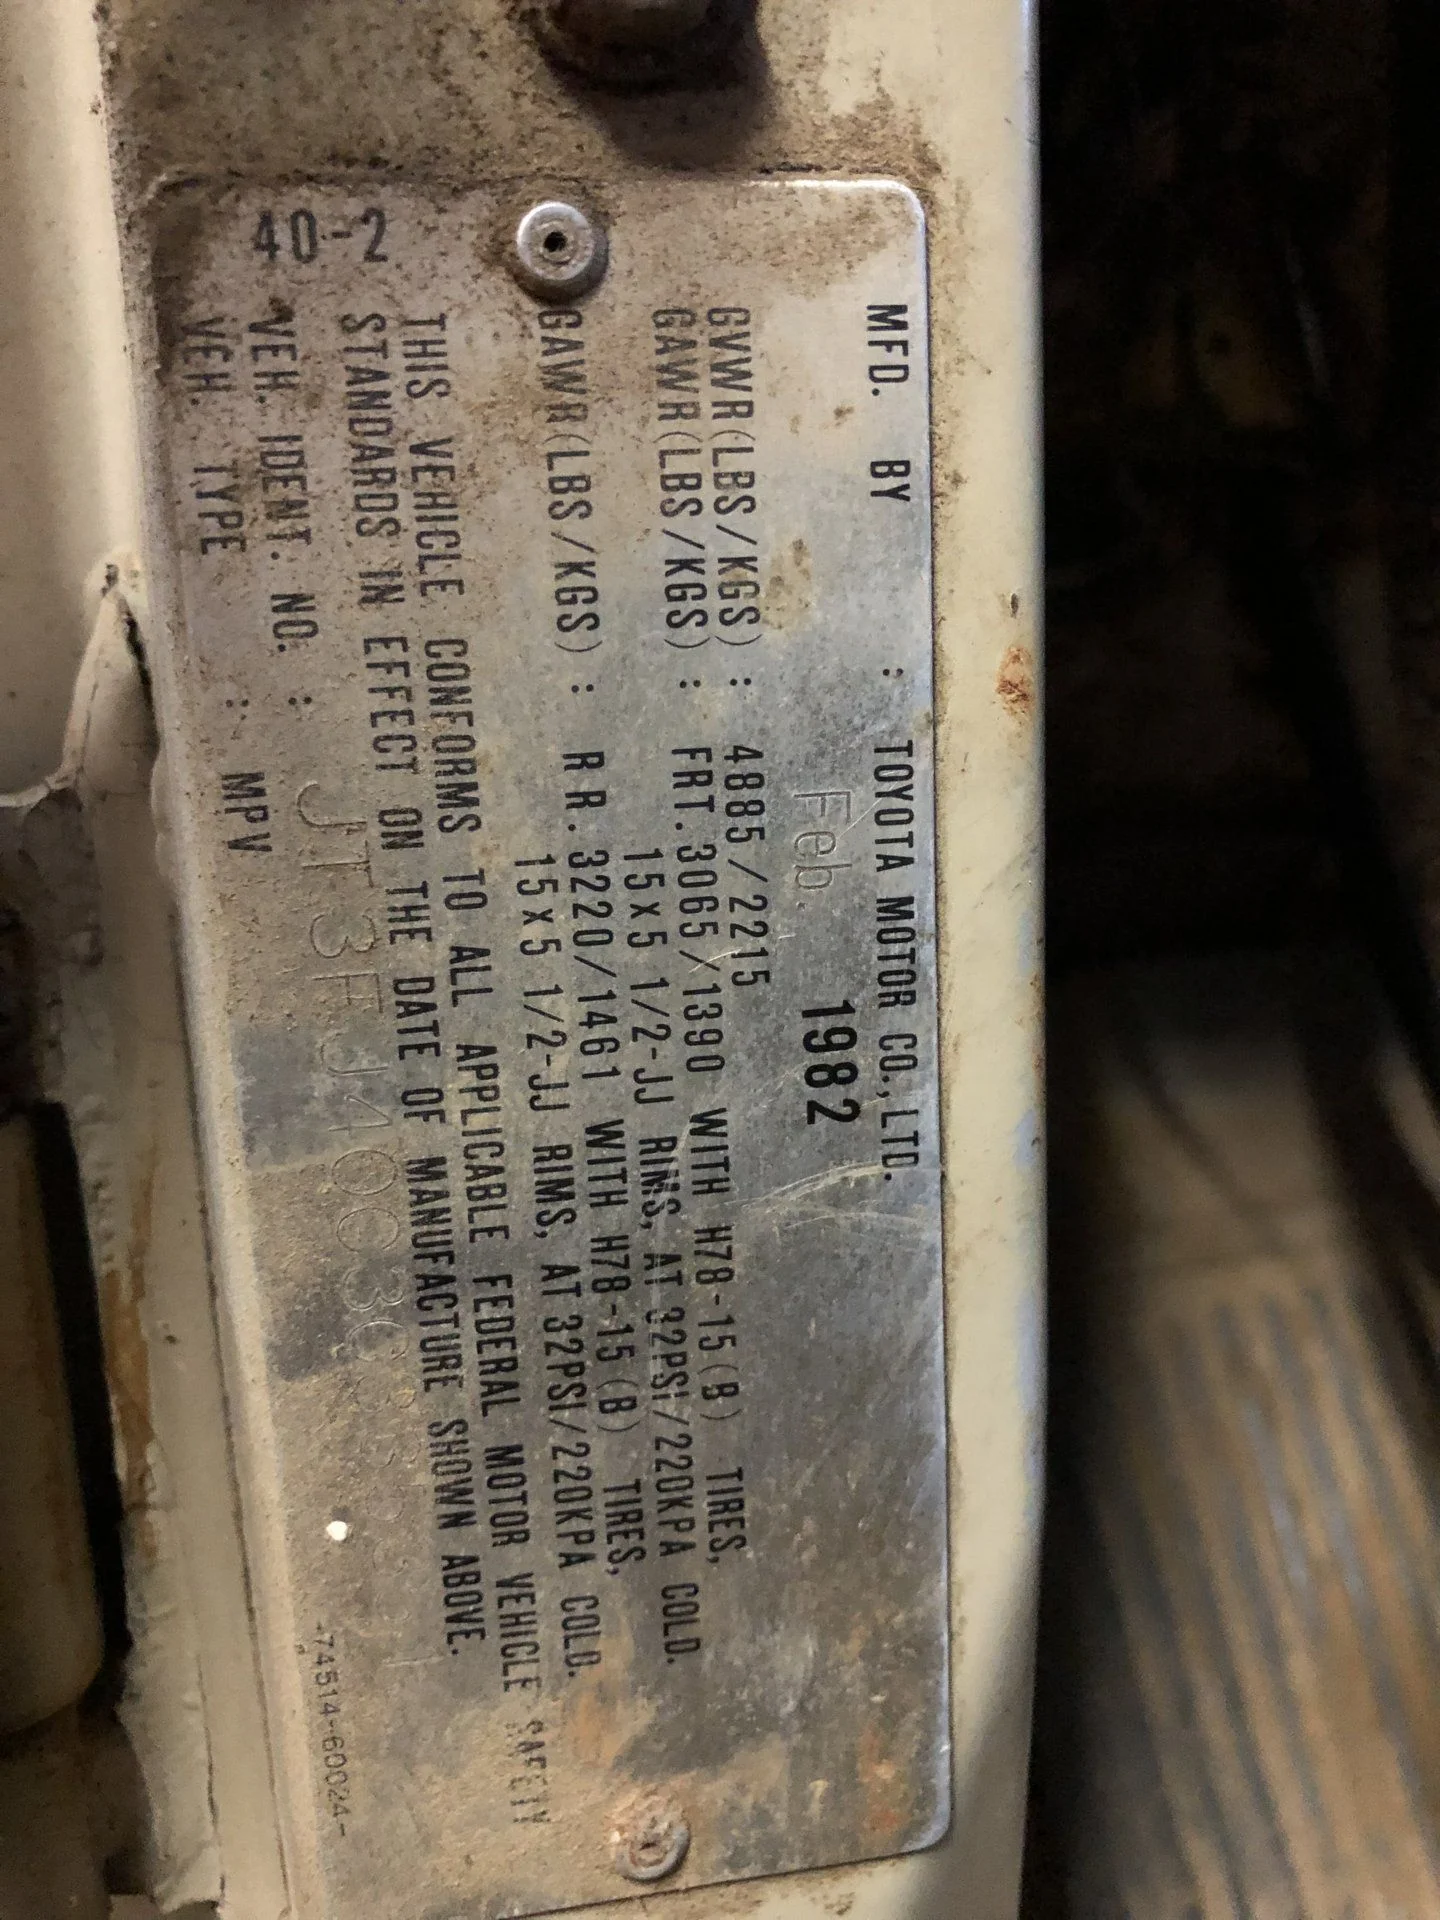 MFD. BY : TOYOTA MOTOR CO.,LTD.
Feb. 1982
GVWR(LBS/KGS) : 4885/2215
GAWR(LBS/KGS) : FRT.3065/1390 WITH H78-15(B) TIRES,
15x5 1/2-JJ RIMS, AT 32PSI/220KPA COLD.
GAWR(LBS/KGS) : RR.3220/1461 WITH H78-15(B) TIRES,
15x5 1/2-JJ RIMS, AT 32PSI/220KPA COLD.
THIS VEHICLE CONFORMS TO ALL APPLICABLE FEDERAL MOTOR VEHICLE SAFETY
STANDARDS IN EFFECT ON THE DATE OF MANUFACTURE SHOWN ABOVE.
VEH. IDENT. NO. :
VEH. TYPE : MPV
40-2
-74514-60024-